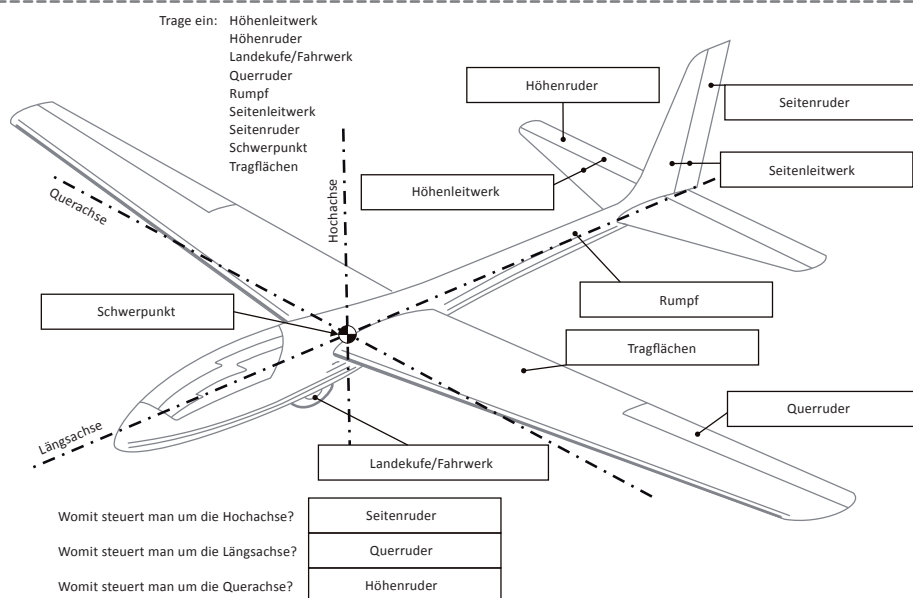 Trage ein: Höhenleitwerk
Höhenruder
Landekufe/Fahrwerk
Querruder
Rumpf
Seitenleitwerk
Seitenruder
Schwerpunkt
Tragflächen
Höhenruder
Seitenruder
Höhenleitwerk
Seitenleitwerk
Querachse
Hochachse
Schwerpunkt
Rumpf
Tragflächen
Querruder
Längsachse
Landekufe/Fahrwerk
Womit steuert man um die Hochachse? Seitenruder
Womit steuert man um die Längsachse? Querruder
Womit steuert man um die Querachse? Höhenruder